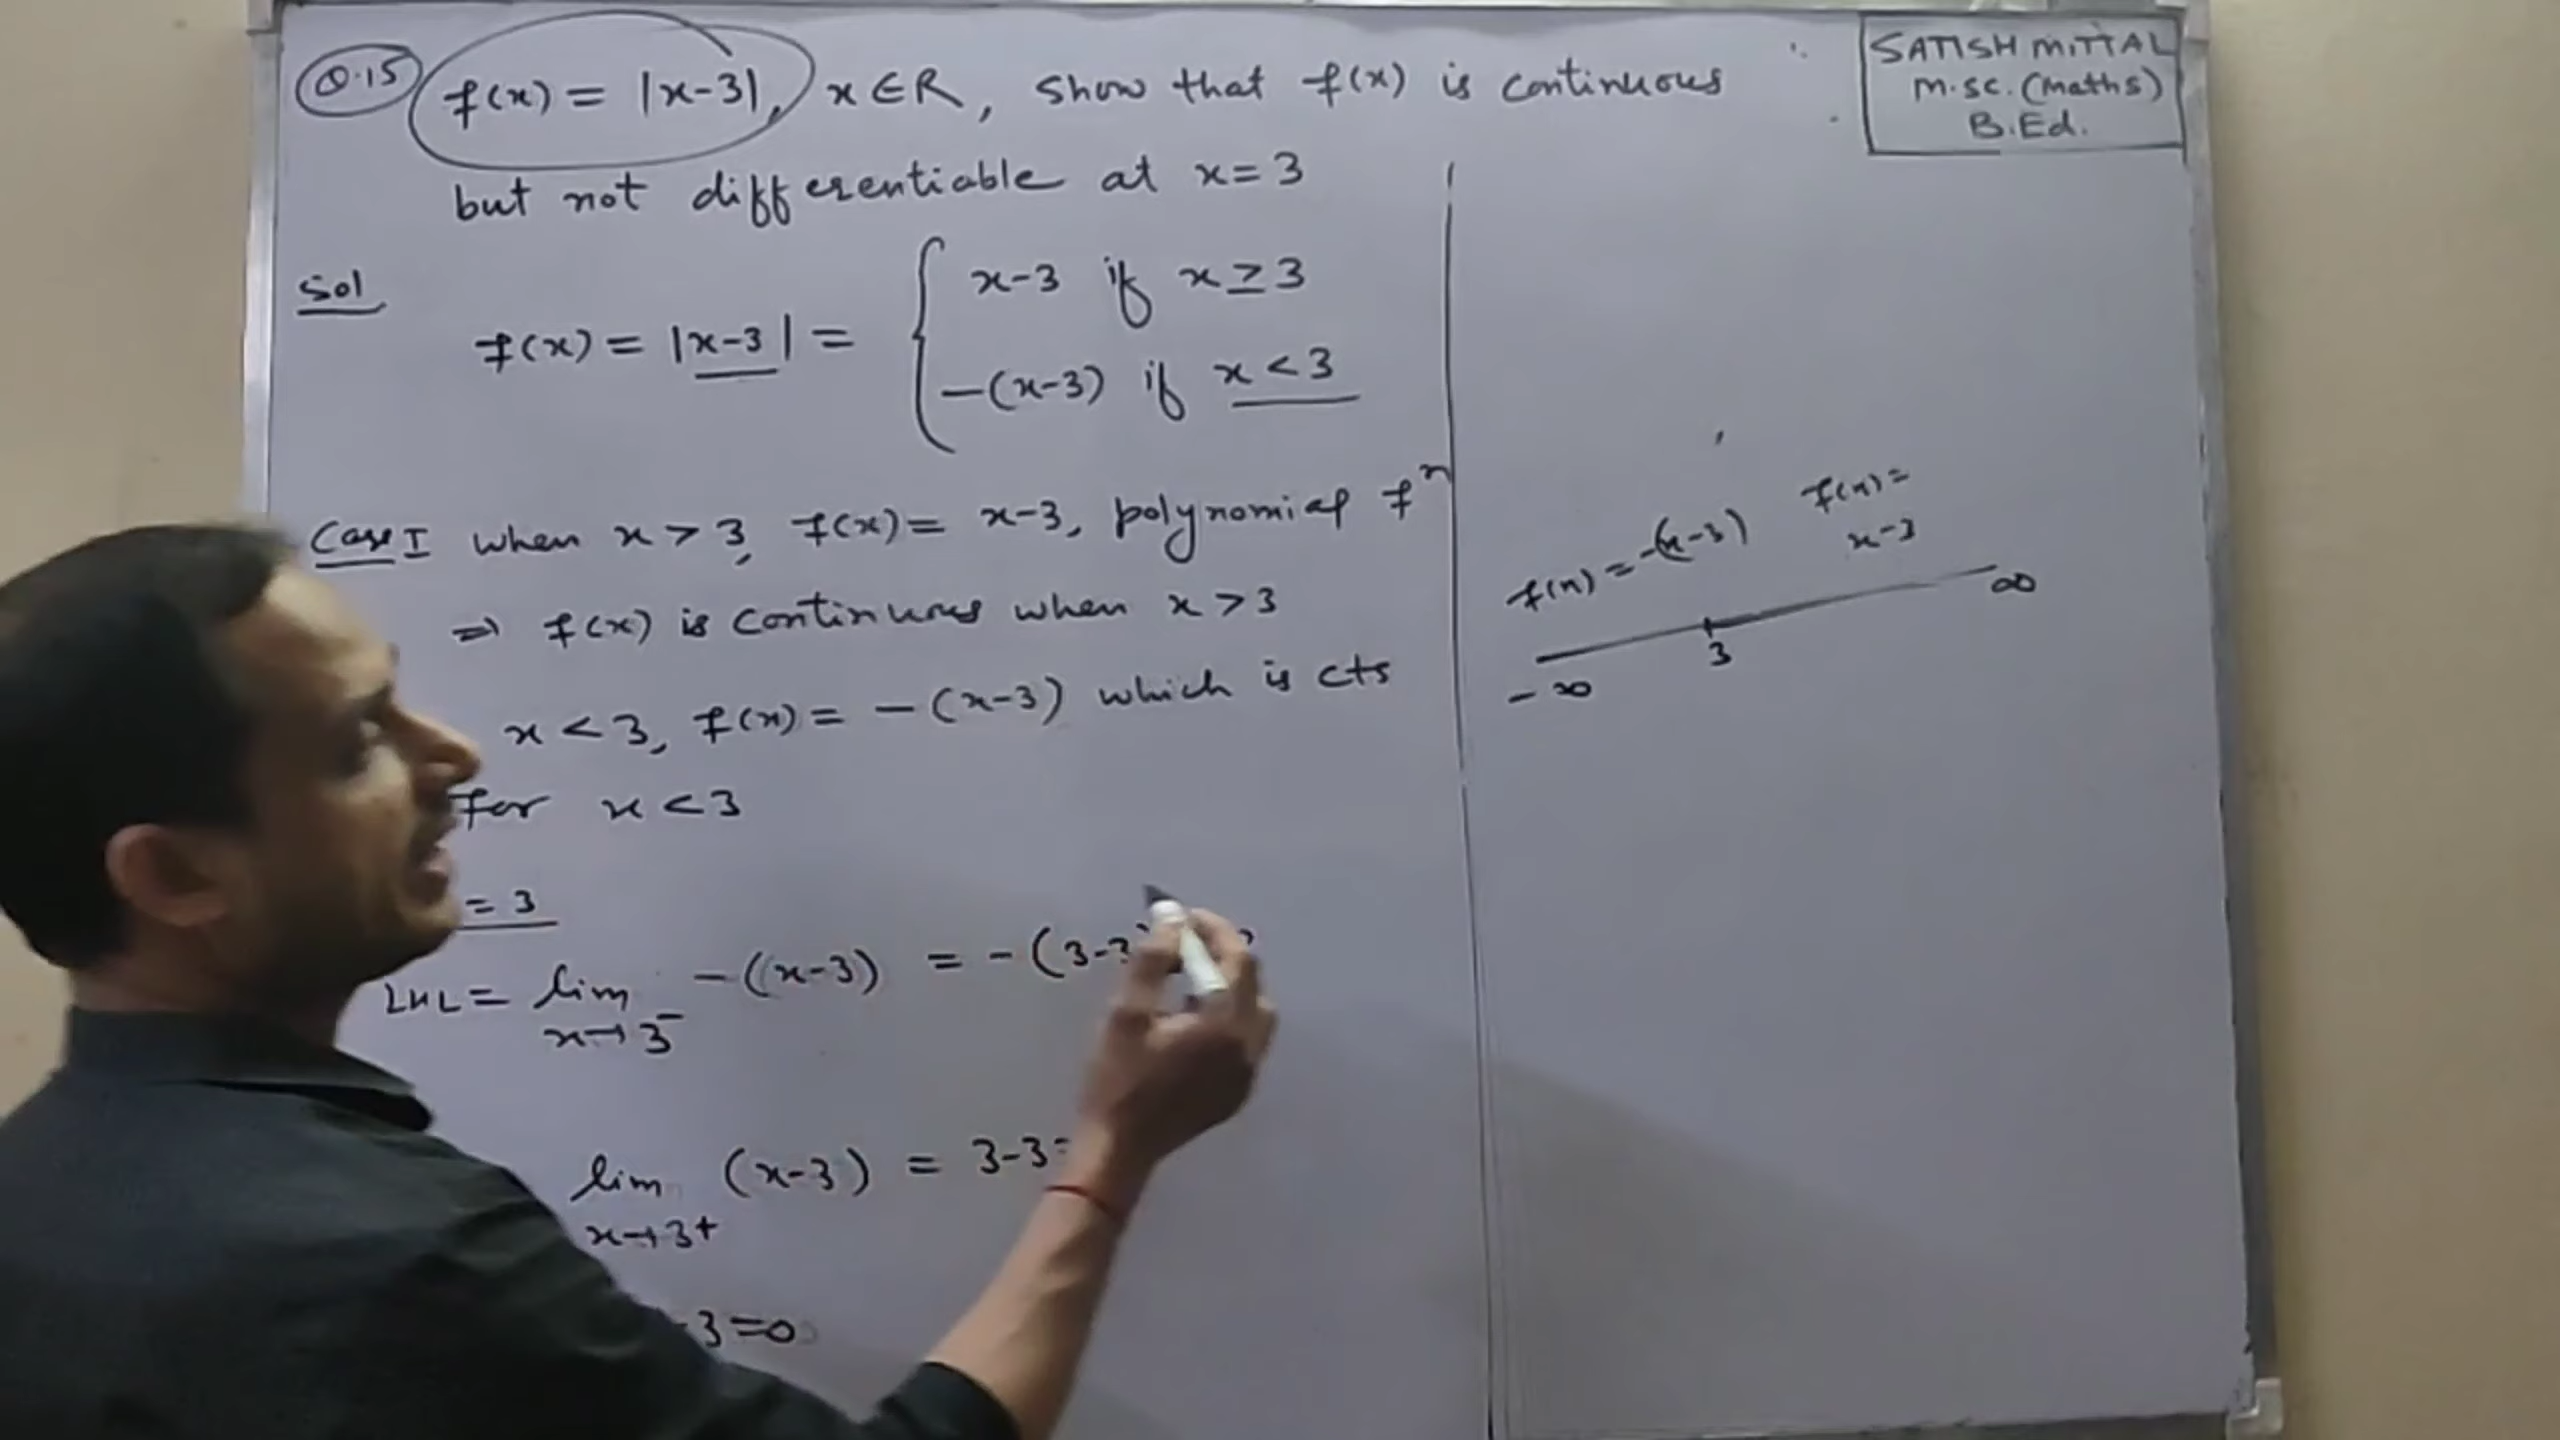 Q.15 f(x) = |x-3|, x∈R, show that f(x) is continuous
but not differentiable at x=3
SATISH MITTAL
M.SC. (Maths)
B.Ed.
Sol
f(x) = |x-3| = { x-3 if x ≥ 3
-(x-3) if x < 3
Case I when x > 3, f(x) = x-3, polynomial fⁿ
⇒ f(x) is continuous when x > 3
x < 3, f(x) = -(x-3) which is cts
for x < 3
= 3
LHL = lim -(x-3) = -(3-3)
x→3⁻
lim (x-3) = 3-3=
x→3+
3=0
f(x) = -(x-3)
f(x) =
x-3
-∞ 3 ∞